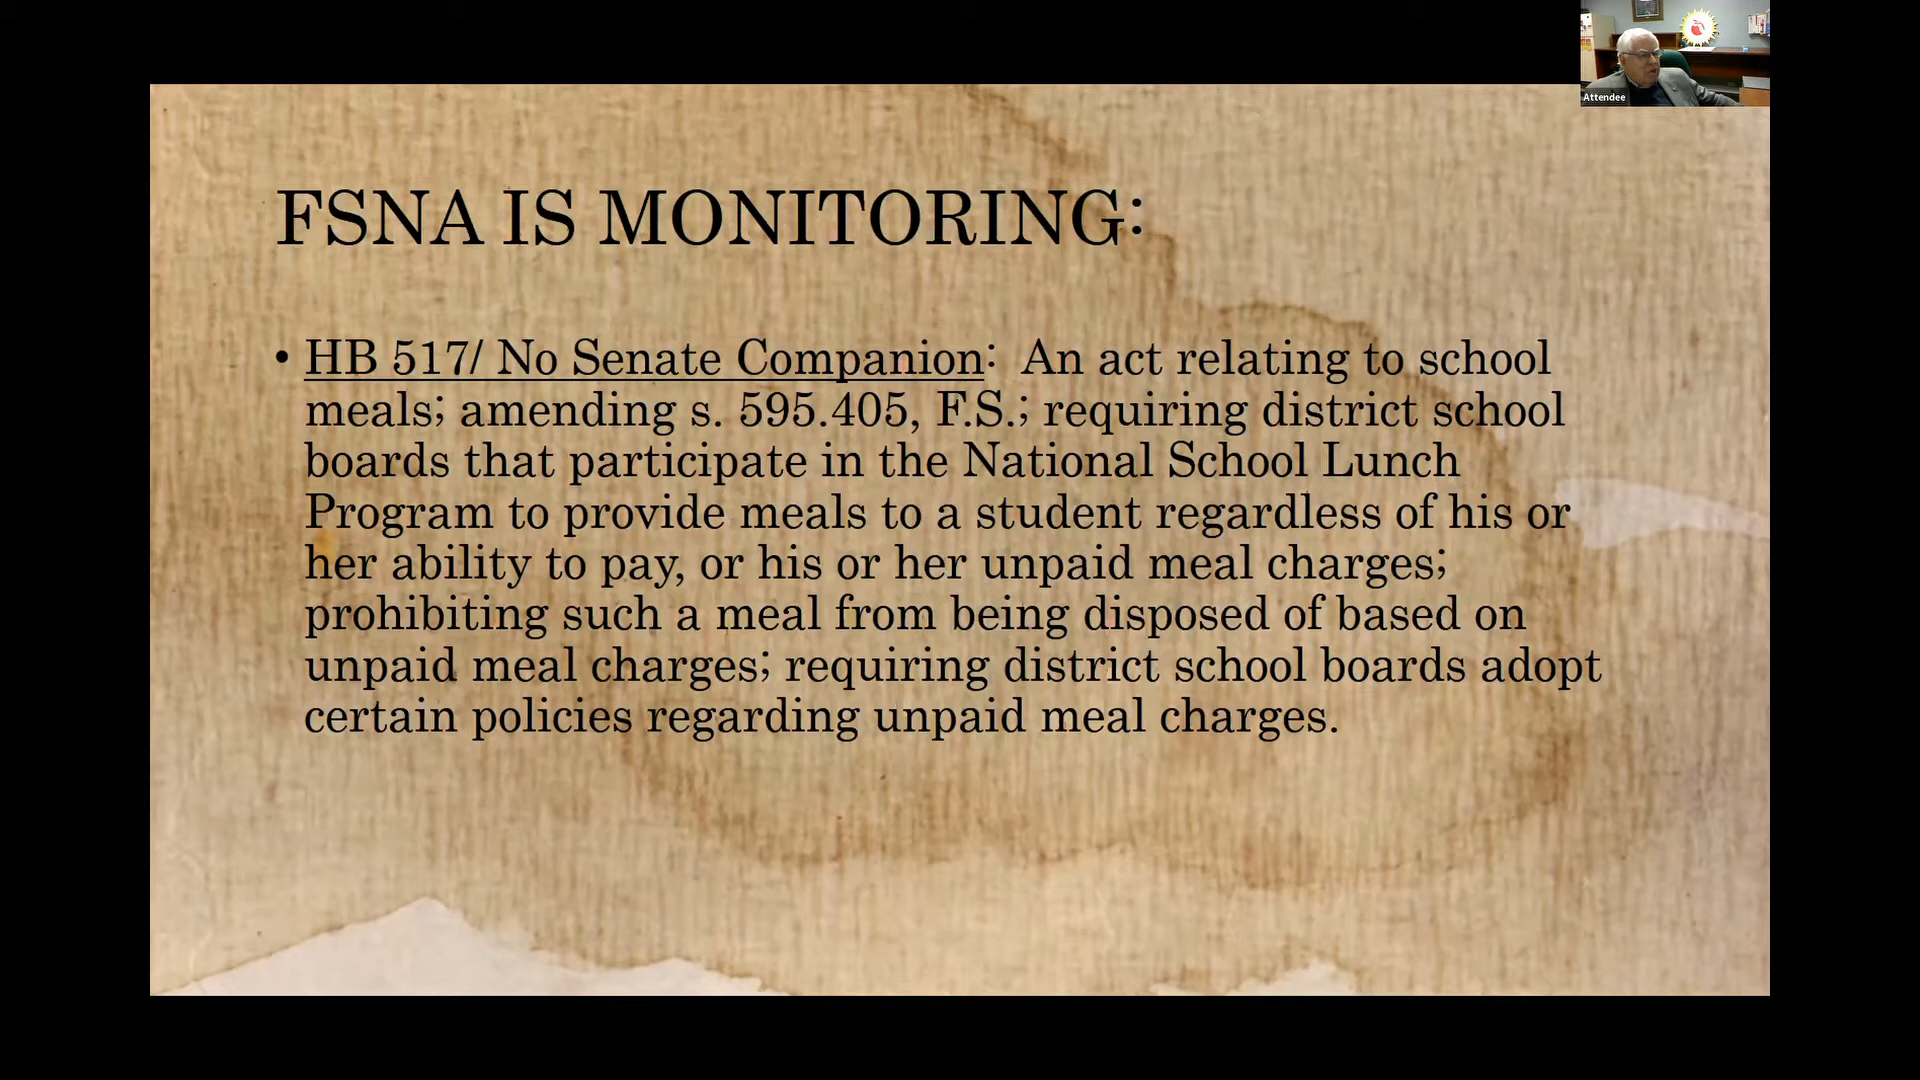 Attendee
FSNA IS MONITORING:
• HB 517/ No Senate Companion:  An act relating to school
meals; amending s. 595.405, F.S.; requiring district school
boards that participate in the National School Lunch
Program to provide meals to a student regardless of his or
her ability to pay, or his or her unpaid meal charges;
prohibiting such a meal from being disposed of based on
unpaid meal charges; requiring district school boards adopt
certain policies regarding unpaid meal charges.